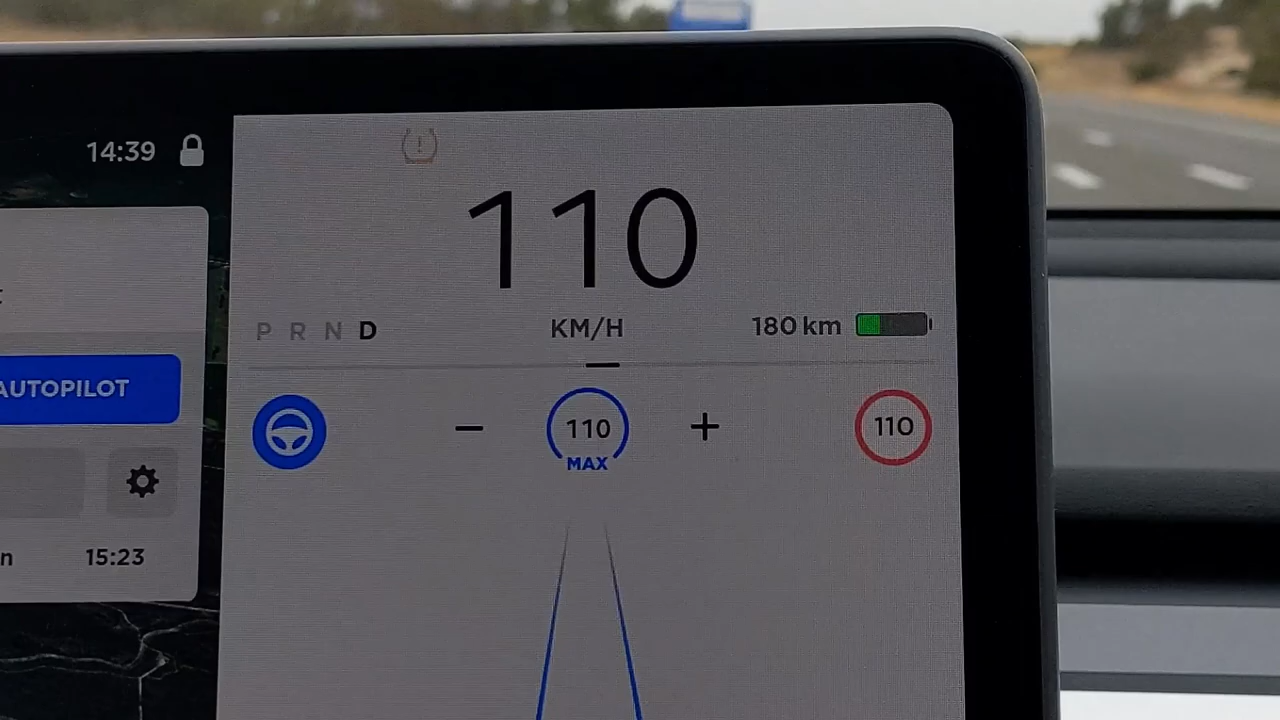 14:39
110
P R N D
KM/H
180 km
AUTOPILOT
− 110 +
MAX
110
15:23